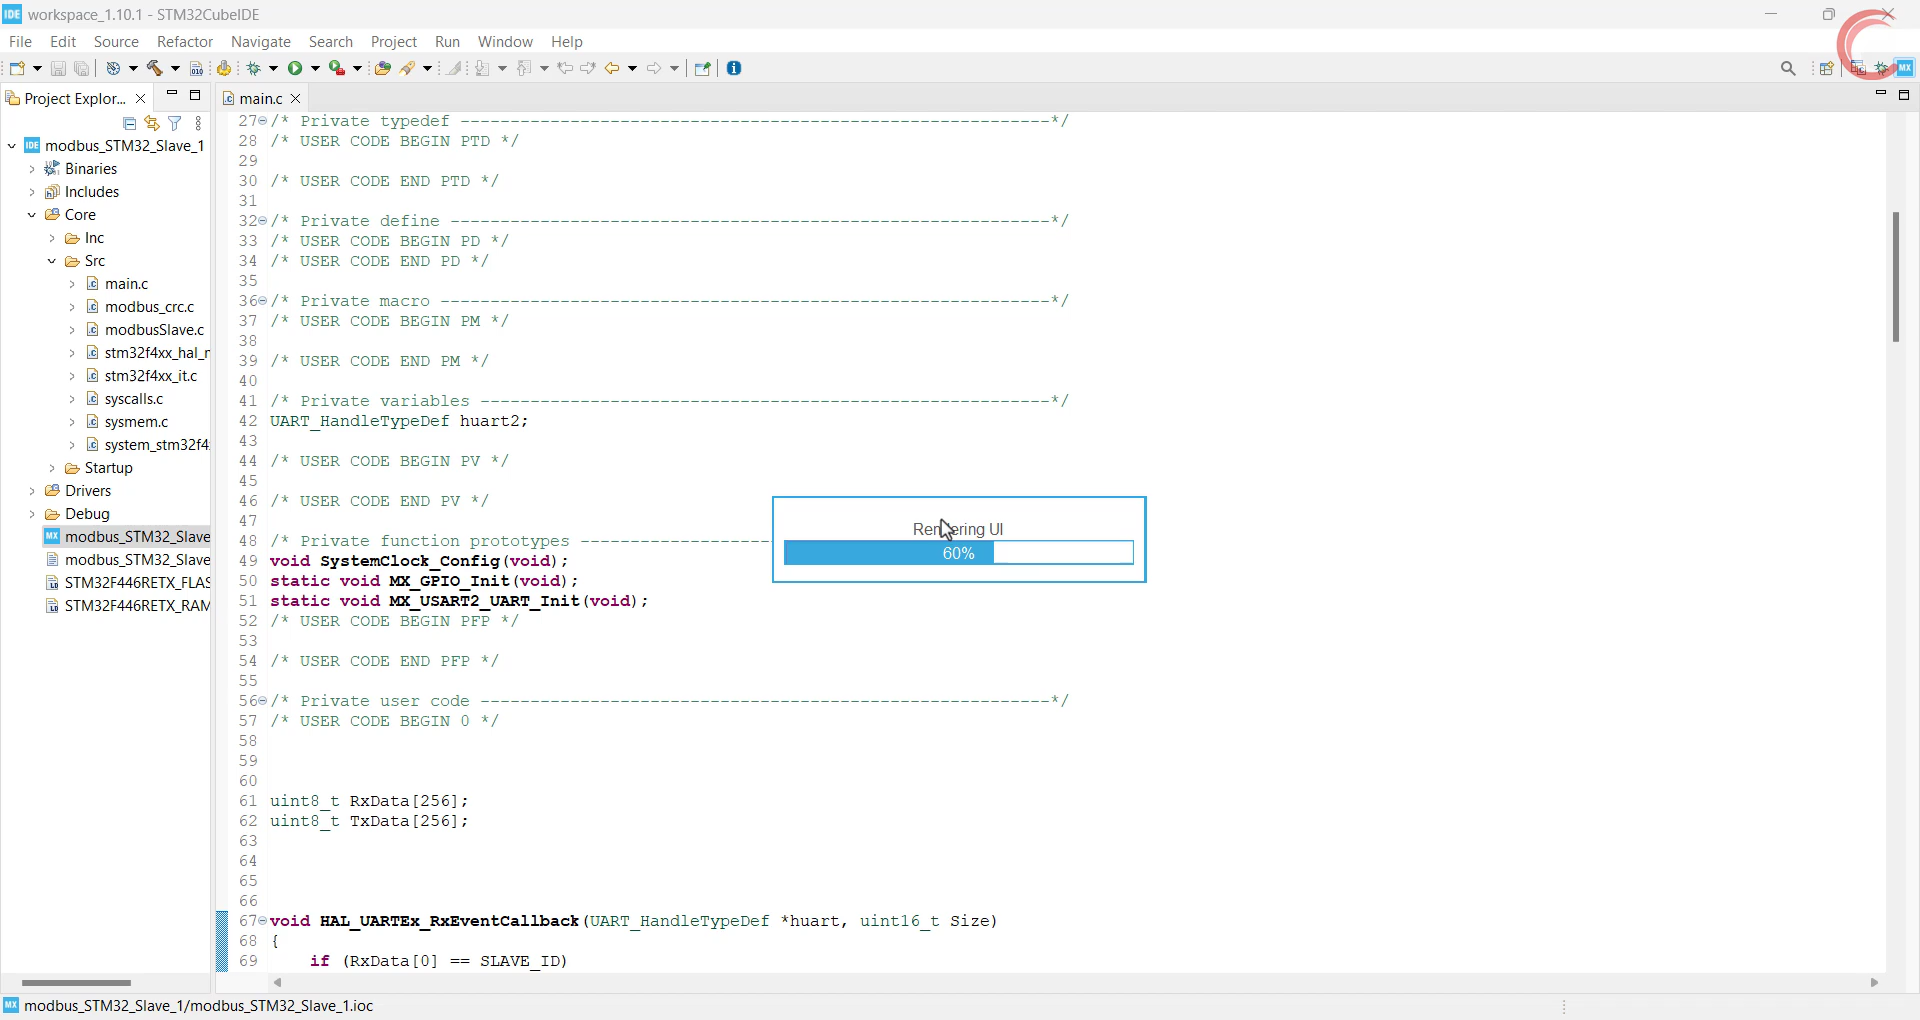 IDE workspace_1.10.1 - STM32CubeIDE
File Edit Source Refactor Navigate Search Project Run Window Help
Project Explor... main.c
modbus_STM32_Slave_1
Binaries
Includes
Core
Inc
Src
main.c
modbus_crc.c
modbusSlave.c
stm32f4xx_hal_r
stm32f4xx_it.c
syscalls.c
sysmem.c
system_stm32f4
Startup
Drivers
Debug
modbus_STM32_Slave
modbus_STM32_Slave
STM32F446RETX_FLAS
STM32F446RETX_RAM
27 /* Private typedef -----------------------------------------------------------*/
28 /* USER CODE BEGIN PTD */
29
30 /* USER CODE END PTD */
31
32 /* Private define ------------------------------------------------------------*/
33 /* USER CODE BEGIN PD */
34 /* USER CODE END PD */
35
36 /* Private macro -------------------------------------------------------------*/
37 /* USER CODE BEGIN PM */
38
39 /* USER CODE END PM */
40
41 /* Private variables ---------------------------------------------------------*/
42 UART_HandleTypeDef huart2;
43
44 /* USER CODE BEGIN PV */
45
46 /* USER CODE END PV */
47
48 /* Private function prototypes -------------------
49 void SystemClock_Config(void);
50 static void MX_GPIO_Init(void);
51 static void MX_USART2_UART_Init(void);
52 /* USER CODE BEGIN PFP */
53
54 /* USER CODE END PFP */
55
56 /* Private user code ---------------------------------------------------------*/
57 /* USER CODE BEGIN 0 */
58
59
60
61 uint8_t RxData[256];
62 uint8_t TxData[256];
63
64
65
66
67 void HAL_UARTEx_RxEventCallback(UART_HandleTypeDef *huart, uint16_t Size)
68 {
69 if (RxData[0] == SLAVE_ID)
Rendering UI
60%
MX modbus_STM32_Slave_1/modbus_STM32_Slave_1.ioc